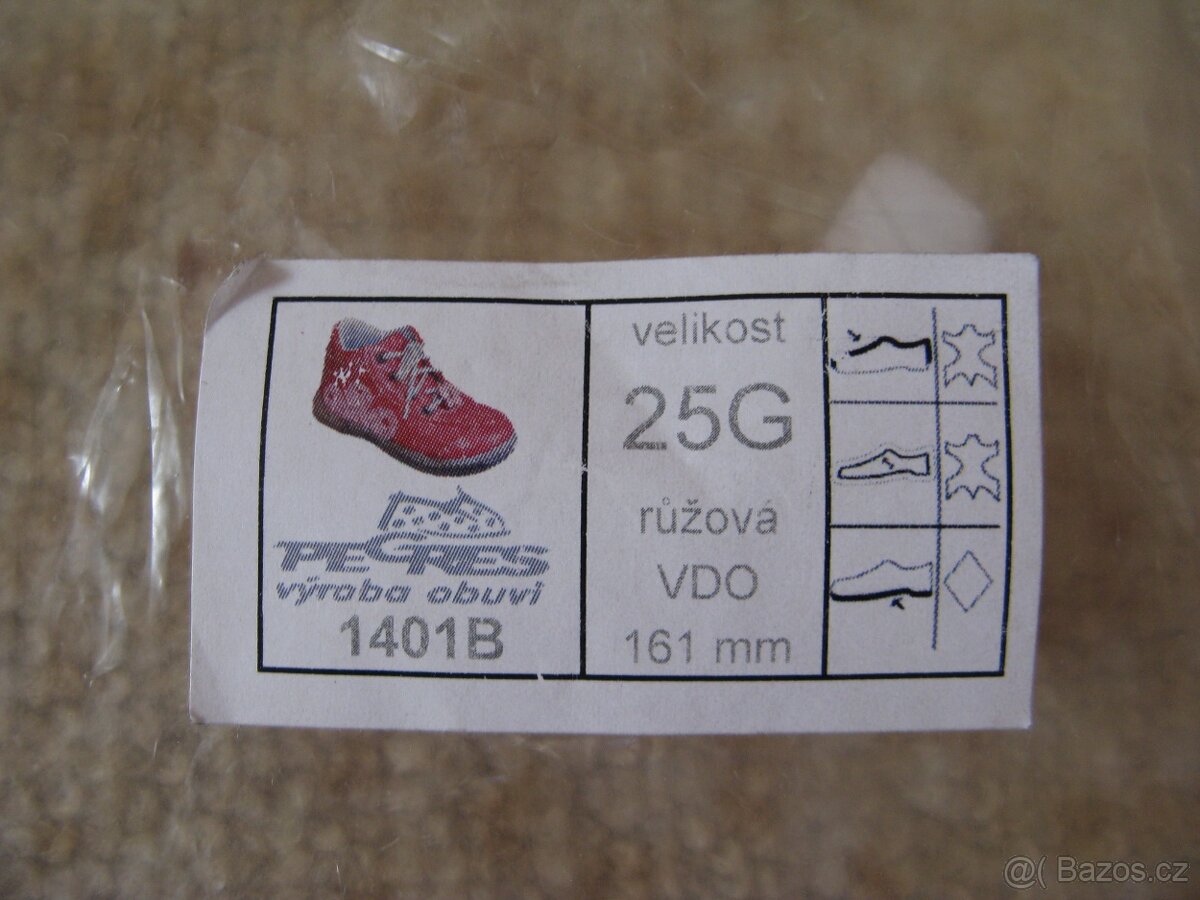 PEGRES
výroba obuvi
1401B
velikost
25G
růžová
VDO
161 mm
@( Bazos.cz